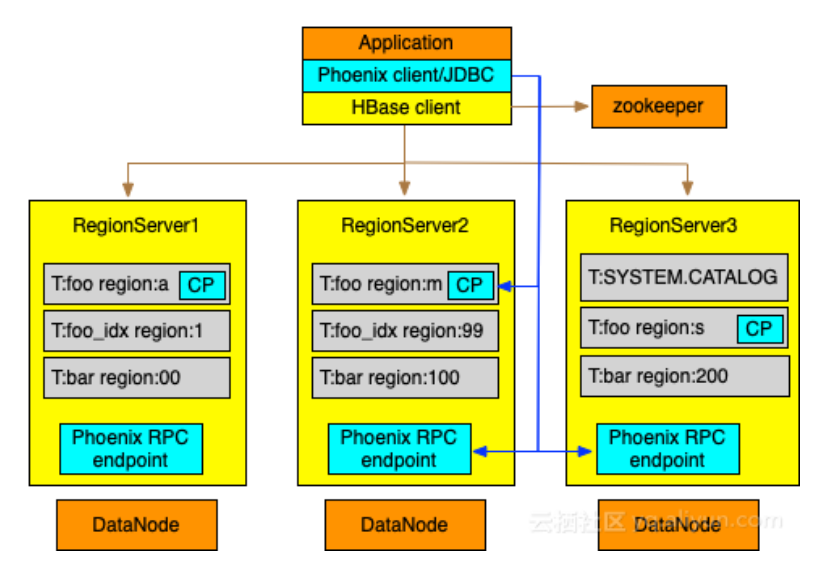 Application
Phoenix client/JDBC
HBase client
zookeeper
RegionServer1
T:foo region:a CP
T:foo_idx region:1
T:bar region:00
Phoenix RPC
endpoint
DataNode
RegionServer2
T:foo region:m CP
T:foo_idx region:99
T:bar region:100
Phoenix RPC
endpoint
DataNode
RegionServer3
T:SYSTEM.CATALOG
T:foo region:s CP
T:bar region:200
Phoenix RPC
endpoint
DataNode
云栖社区